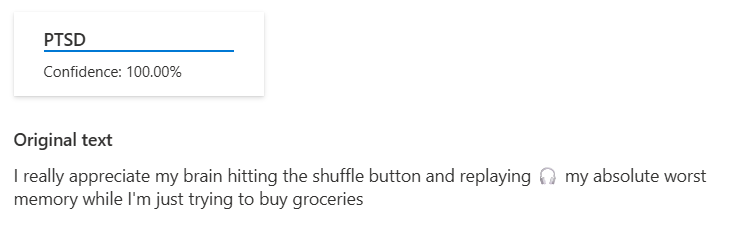 PTSD
Confidence: 100.00%
Original text
I really appreciate my brain hitting the shuffle button and replaying 🎧 my absolute worst
memory while I'm just trying to buy groceries